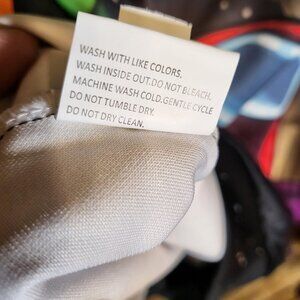 WASH WITH LIKE COLORS.
WASH INSIDE OUT.DO NOT BLEACH,
MACHINE WASH COLD.GENTLE CYCLE
DO NOT TUMBLE DRY.
DO NOT DRY CLEAN.